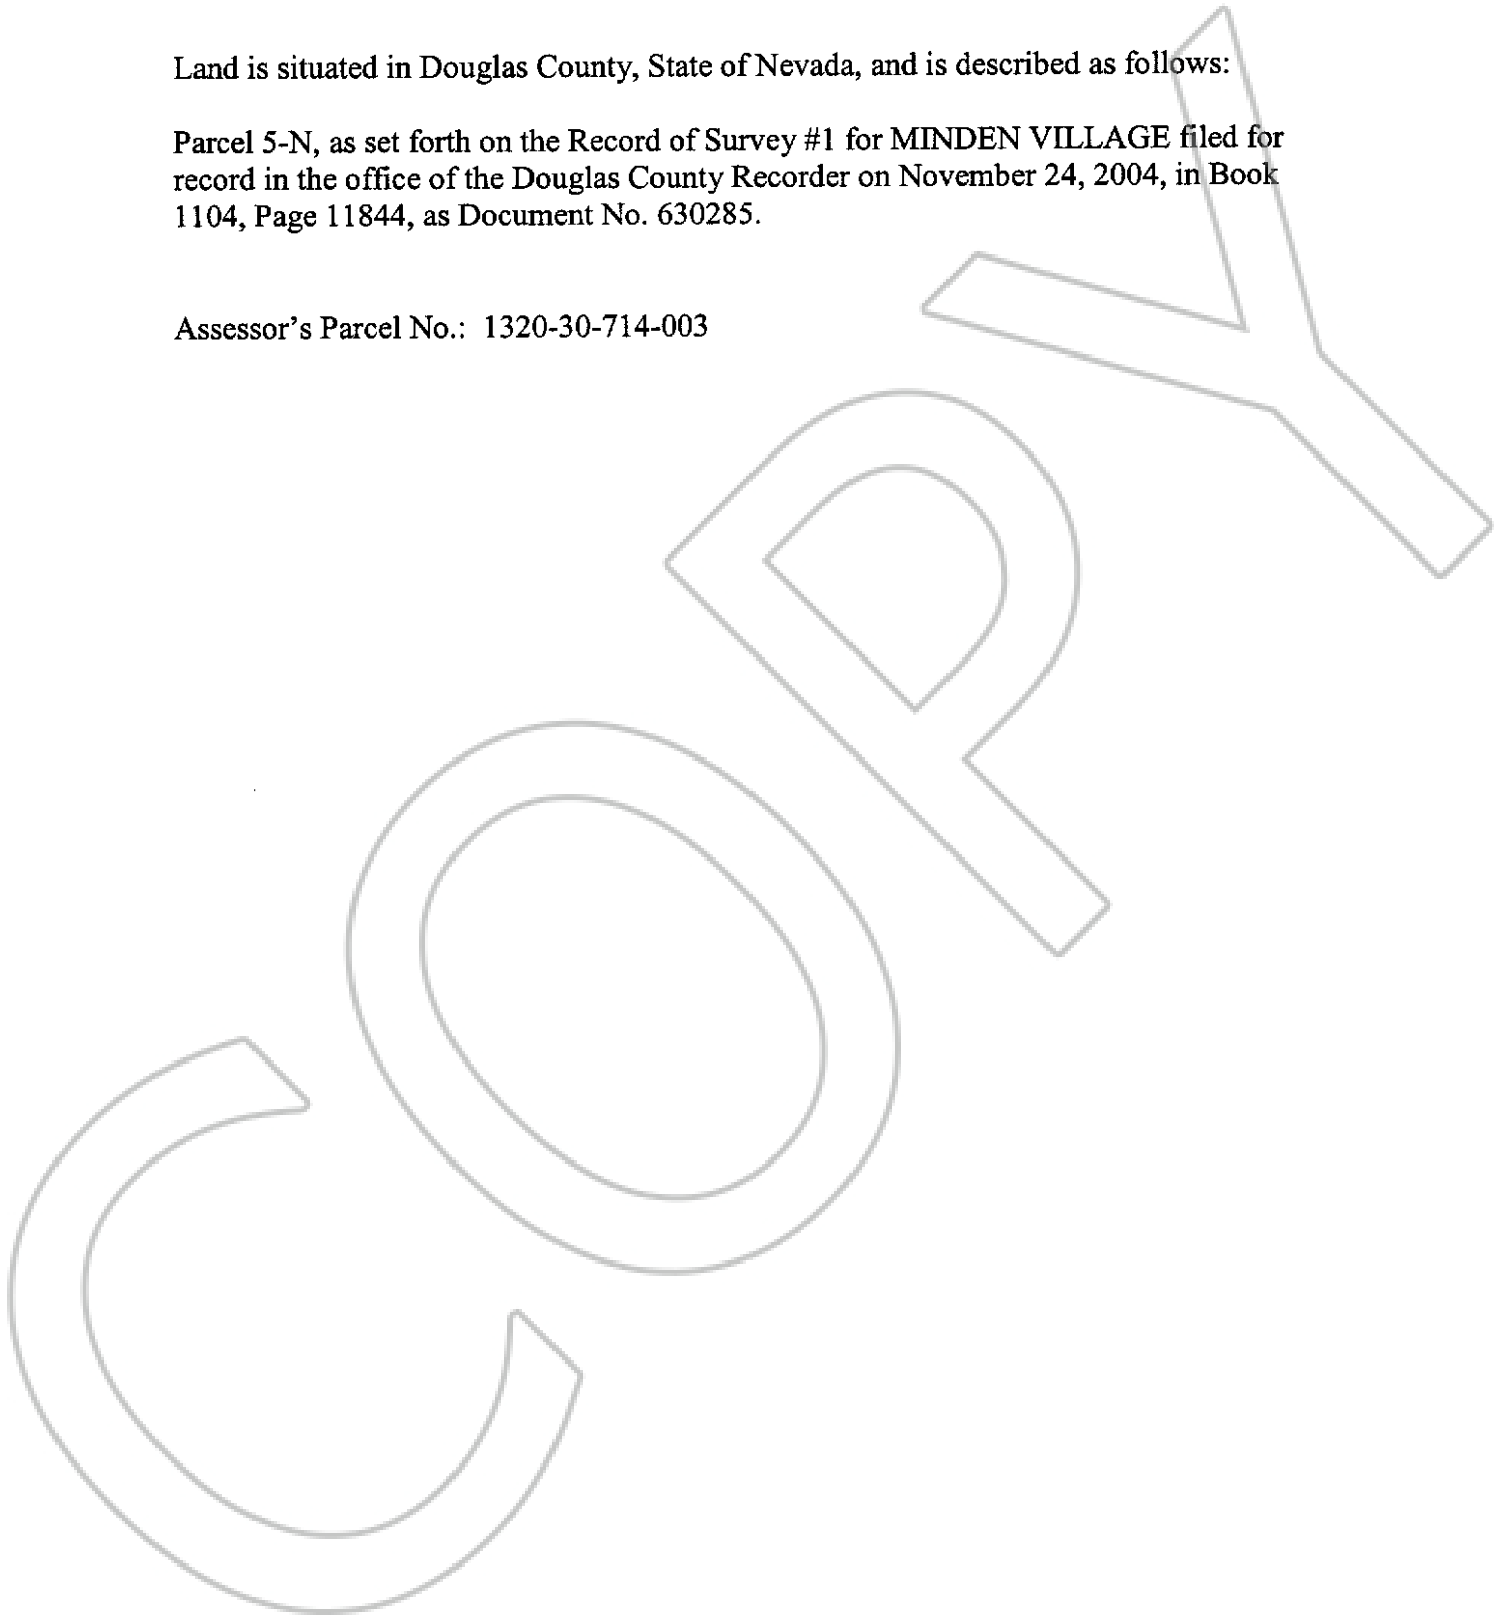 Land is situated in Douglas County, State of Nevada, and is described as follows:
Parcel 5-N, as set forth on the Record of Survey #1 for MINDEN VILLAGE filed for
record in the office of the Douglas County Recorder on November 24, 2004, in Book
1104, Page 11844, as Document No. 630285.
Assessor's Parcel No.: 1320-30-714-003
COPY